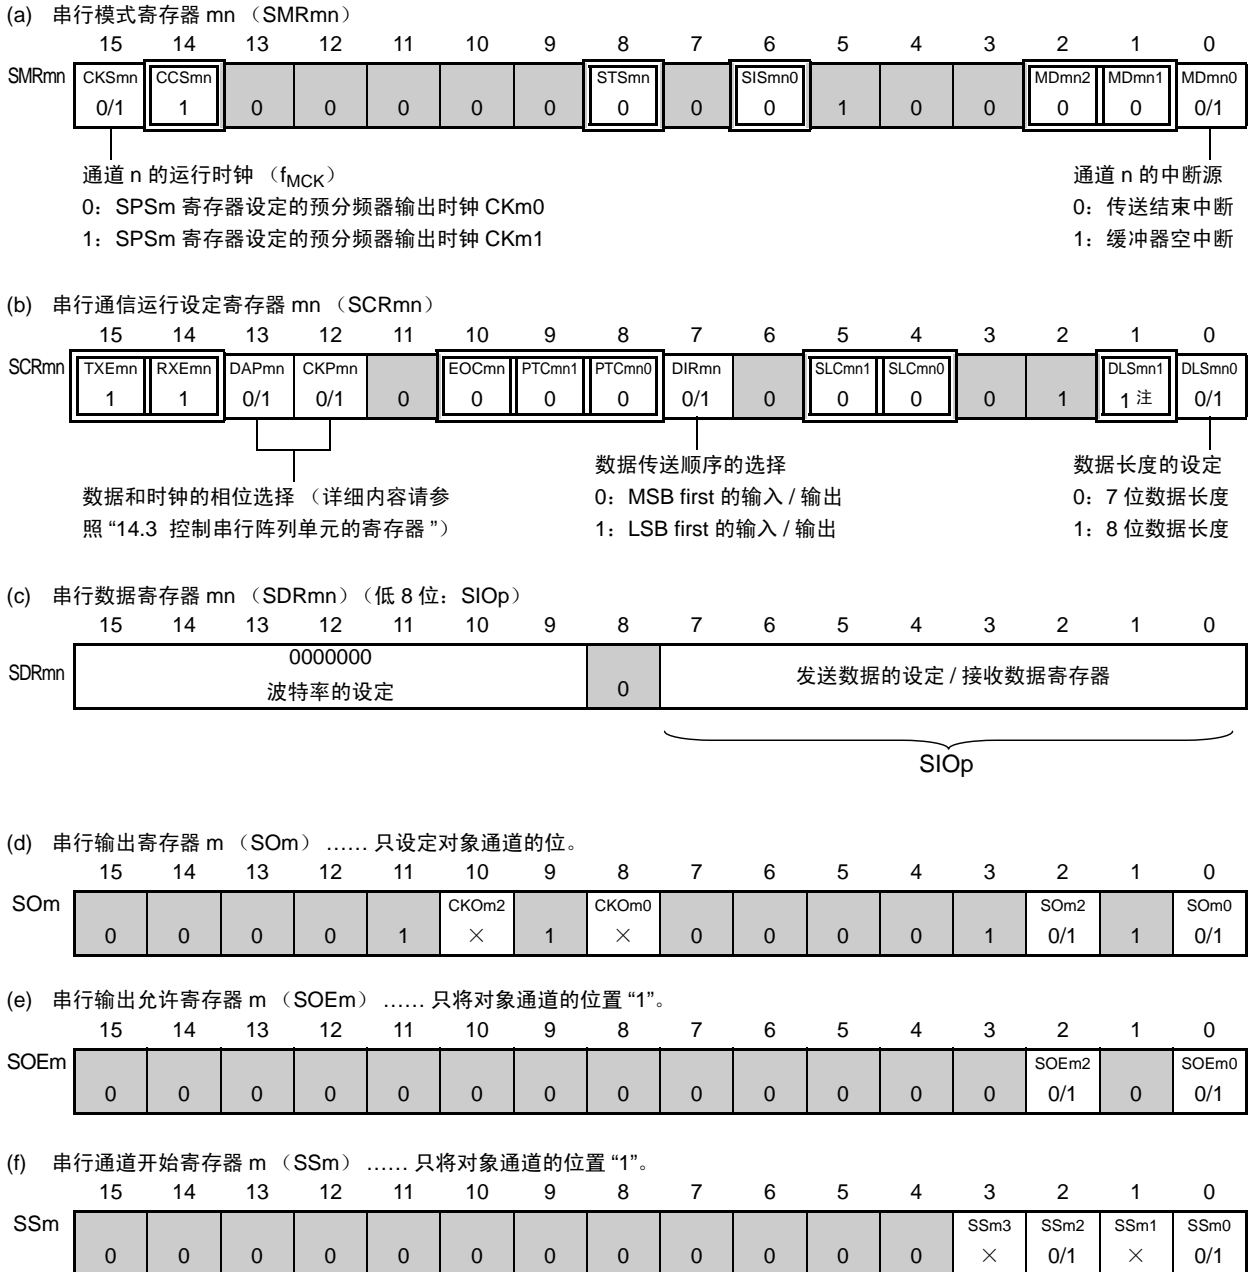 (a) 串行模式寄存器 mn （SMRmn）
15 14 13 12 11 10 9 8 7 6 5 4 3 2 1 0
SMRmn CKSmn CCSmn STSmn SISmn0 MDmn2 MDmn1 MDmn0
0/1 1 0 0 0 0 0 0 0 0 1 0 0 0 0 0/1
通道 n 的运行时钟 （fMCK） 通道 n 的中断源
0：SPSm 寄存器设定的预分频器输出时钟 CKm0 0：传送结束中断
1：SPSm 寄存器设定的预分频器输出时钟 CKm1 1：缓冲器空中断
(b) 串行通信运行设定寄存器 mn （SCRmn）
15 14 13 12 11 10 9 8 7 6 5 4 3 2 1 0
SCRmn TXEmn RXEmn DAPmn CKPmn EOCmn PTCmn1 PTCmn0 DIRmn SLCmn1 SLCmn0 DLSmn1 DLSmn0
1 1 0/1 0/1 0 0 0 0 0/1 0 0 0 0 1 1 注 0/1
数据传送顺序的选择 数据长度的设定
数据和时钟的相位选择 （详细内容请参 0：MSB first 的输入 / 输出 0：7 位数据长度
照 “14.3 控制串行阵列单元的寄存器 ”） 1：LSB first 的输入 / 输出 1：8 位数据长度
(c) 串行数据寄存器 mn （SDRmn）（低 8 位：SIOp）
15 14 13 12 11 10 9 8 7 6 5 4 3 2 1 0
SDRmn 0000000
波特率的设定 0 发送数据的设定 / 接收数据寄存器
SIOp
(d) 串行输出寄存器 m （SOm） …… 只设定对象通道的位。
15 14 13 12 11 10 9 8 7 6 5 4 3 2 1 0
SOm CKOm2 CKOm0 SOm2 SOm0
0 0 0 0 1 × 1 × 0 0 0 0 1 0/1 1 0/1
(e) 串行输出允许寄存器 m （SOEm） …… 只将对象通道的位置 “1”。
15 14 13 12 11 10 9 8 7 6 5 4 3 2 1 0
SOEm SOEm2 SOEm0
0 0 0 0 0 0 0 0 0 0 0 0 0 0/1 0 0/1
(f) 串行通道开始寄存器 m （SSm） …… 只将对象通道的位置 “1”。
15 14 13 12 11 10 9 8 7 6 5 4 3 2 1 0
SSm SSm3 SSm2 SSm1 SSm0
0 0 0 0 0 0 0 0 0 0 0 0 × 0/1 × 0/1